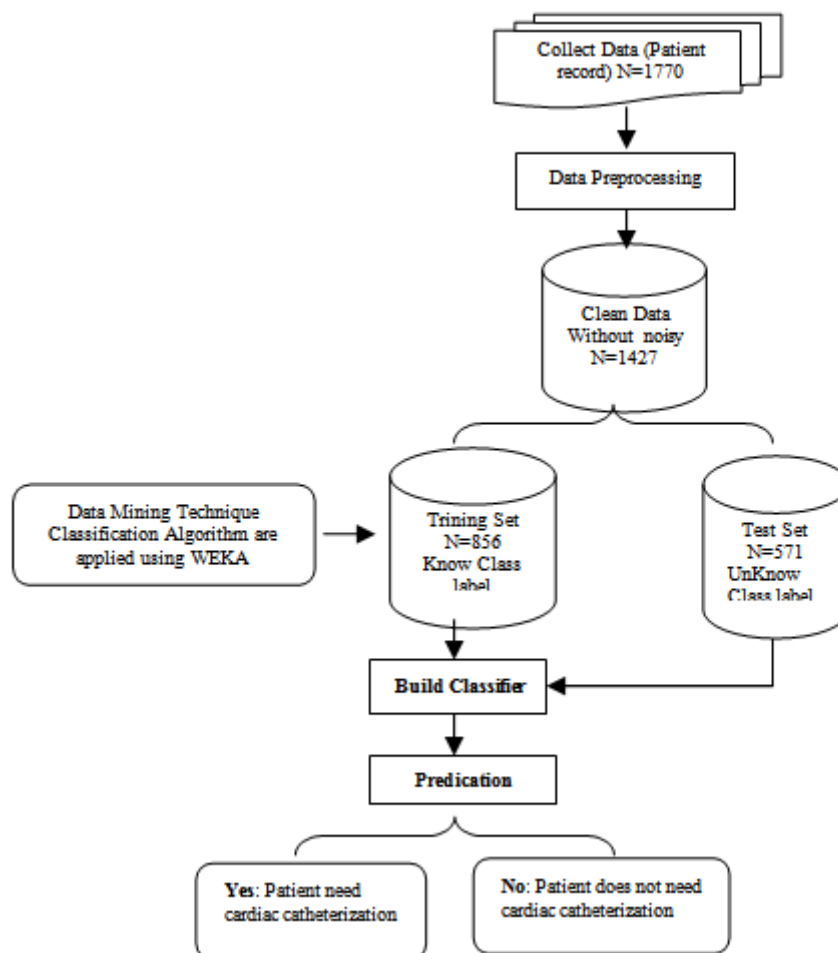 Collect Data (Patient
record) N=1770
Data Preprocessing
Clean Data
Without noisy
N=1427
Data Mining Technique
Classification Algorithm are
applied using WEKA
Trining Set
N=856
Know Class
label
Test Set
N=571
UnKnow
Class label
Build Classifier
Predication
Yes: Patient need
cardiac catheterization
No: Patient does not need
cardiac catheterization